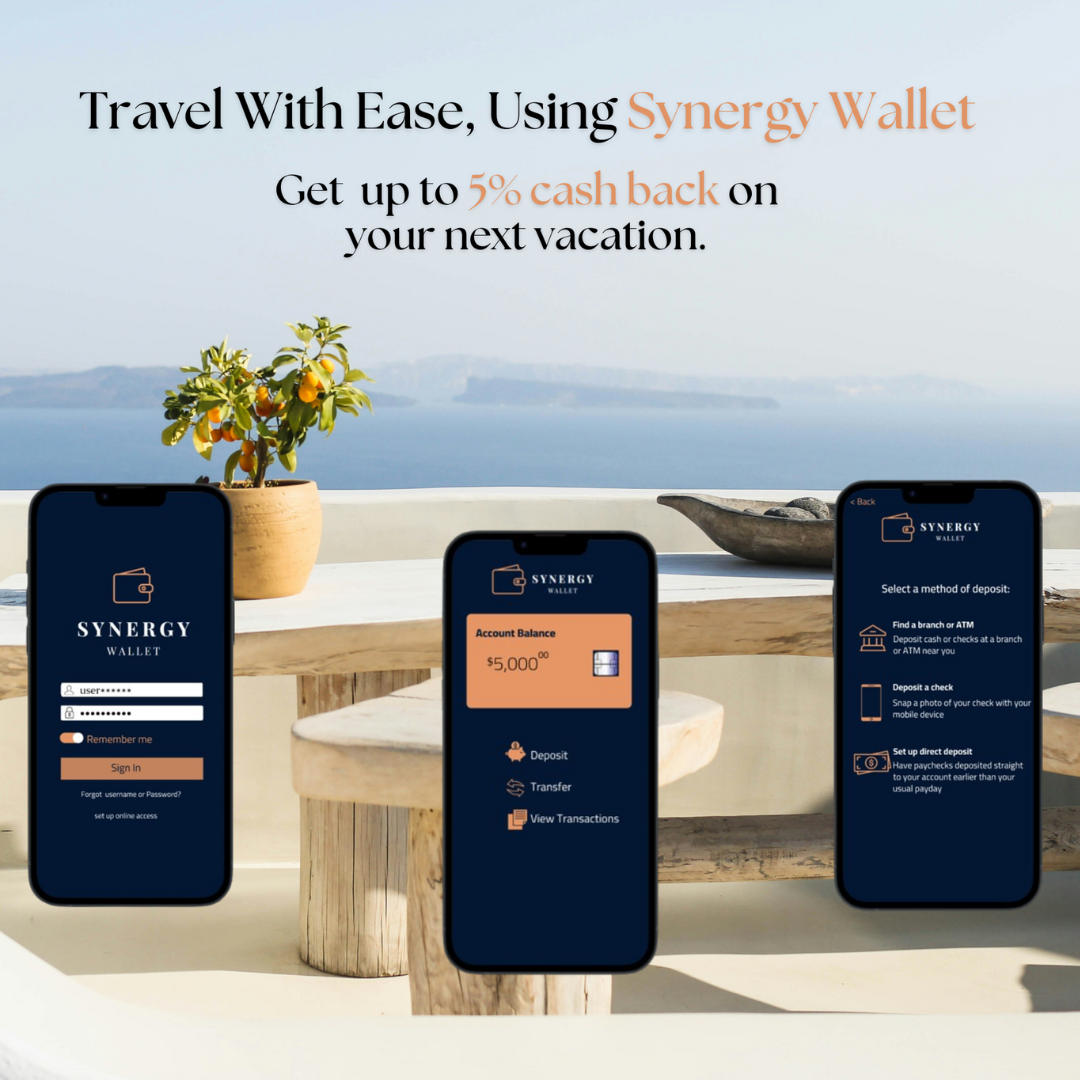 Travel With Ease, Using Synergy Wallet
Get up to 5% cash back on
your next vacation.
SYNERGY
WALLET
user******
**********
Remember me
Sign In
Forgot username or Password?
set up online access
SYNERGY
WALLET
Account Balance
$5,000⁰⁰
Deposit
Transfer
View Transactions
< Back
SYNERGY
WALLET
Select a method of deposit:
Find a branch or ATM
Deposit cash or checks at a branch
or ATM near you
Deposit a check
Snap a photo of your check with your
mobile device
Set up direct deposit
Have paychecks deposited straight
to your account earlier than your
usual payday